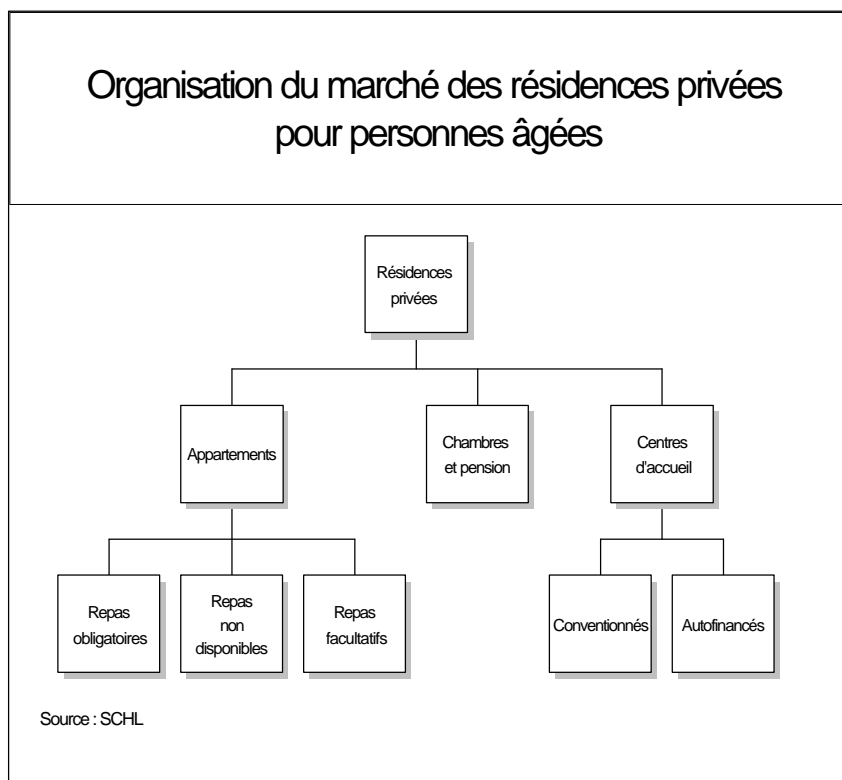 Organisation du marché des résidences privées
pour personnes âgées
Résidences
privées
Appartements
Chambres
et pension
Centres
d'accueil
Repas
obligatoires
Repas
non
disponibles
Repas
facultatifs
Conventionnés
Autofinancés
Source : SCHL